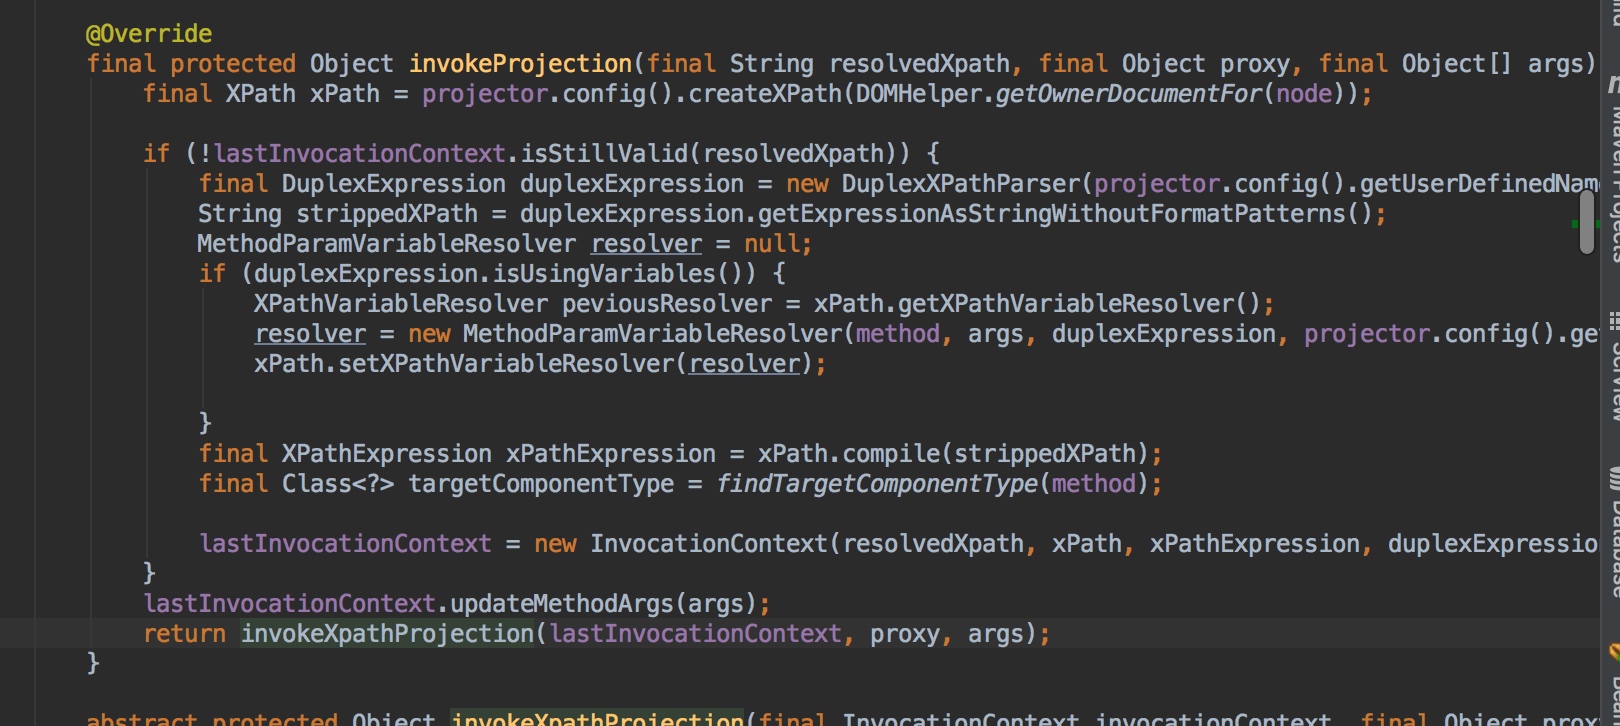 @Override
final protected Object invokeProjection(final String resolvedXpath, final Object proxy, final Object[] args)
final XPath xPath = projector.config().createXPath(DOMHelper.getOwnerDocumentFor(node));
if (!lastInvocationContext.isStillValid(resolvedXpath)) {
final DuplexExpression duplexExpression = new DuplexXPathParser(projector.config().getUserDefinedNam
String strippedXPath = duplexExpression.getExpressionAsStringWithoutFormatPatterns();
MethodParamVariableResolver resolver = null;
if (duplexExpression.isUsingVariables()) {
XPathVariableResolver peviousResolver = xPath.getXPathVariableResolver();
resolver = new MethodParamVariableResolver(method, args, duplexExpression, projector.config().ge
xPath.setXPathVariableResolver(resolver);
}
final XPathExpression xPathExpression = xPath.compile(strippedXPath);
final Class<?> targetComponentType = findTargetComponentType(method);
lastInvocationContext = new InvocationContext(resolvedXpath, xPath, xPathExpression, duplexExpressio
}
lastInvocationContext.updateMethodArgs(args);
return invokeXpathProjection(lastInvocationContext, proxy, args);
}
abstract protected Object invokeXpathProjection(final InvocationContext invocationContext, final Object prox
Maven Projects
SciView
Database